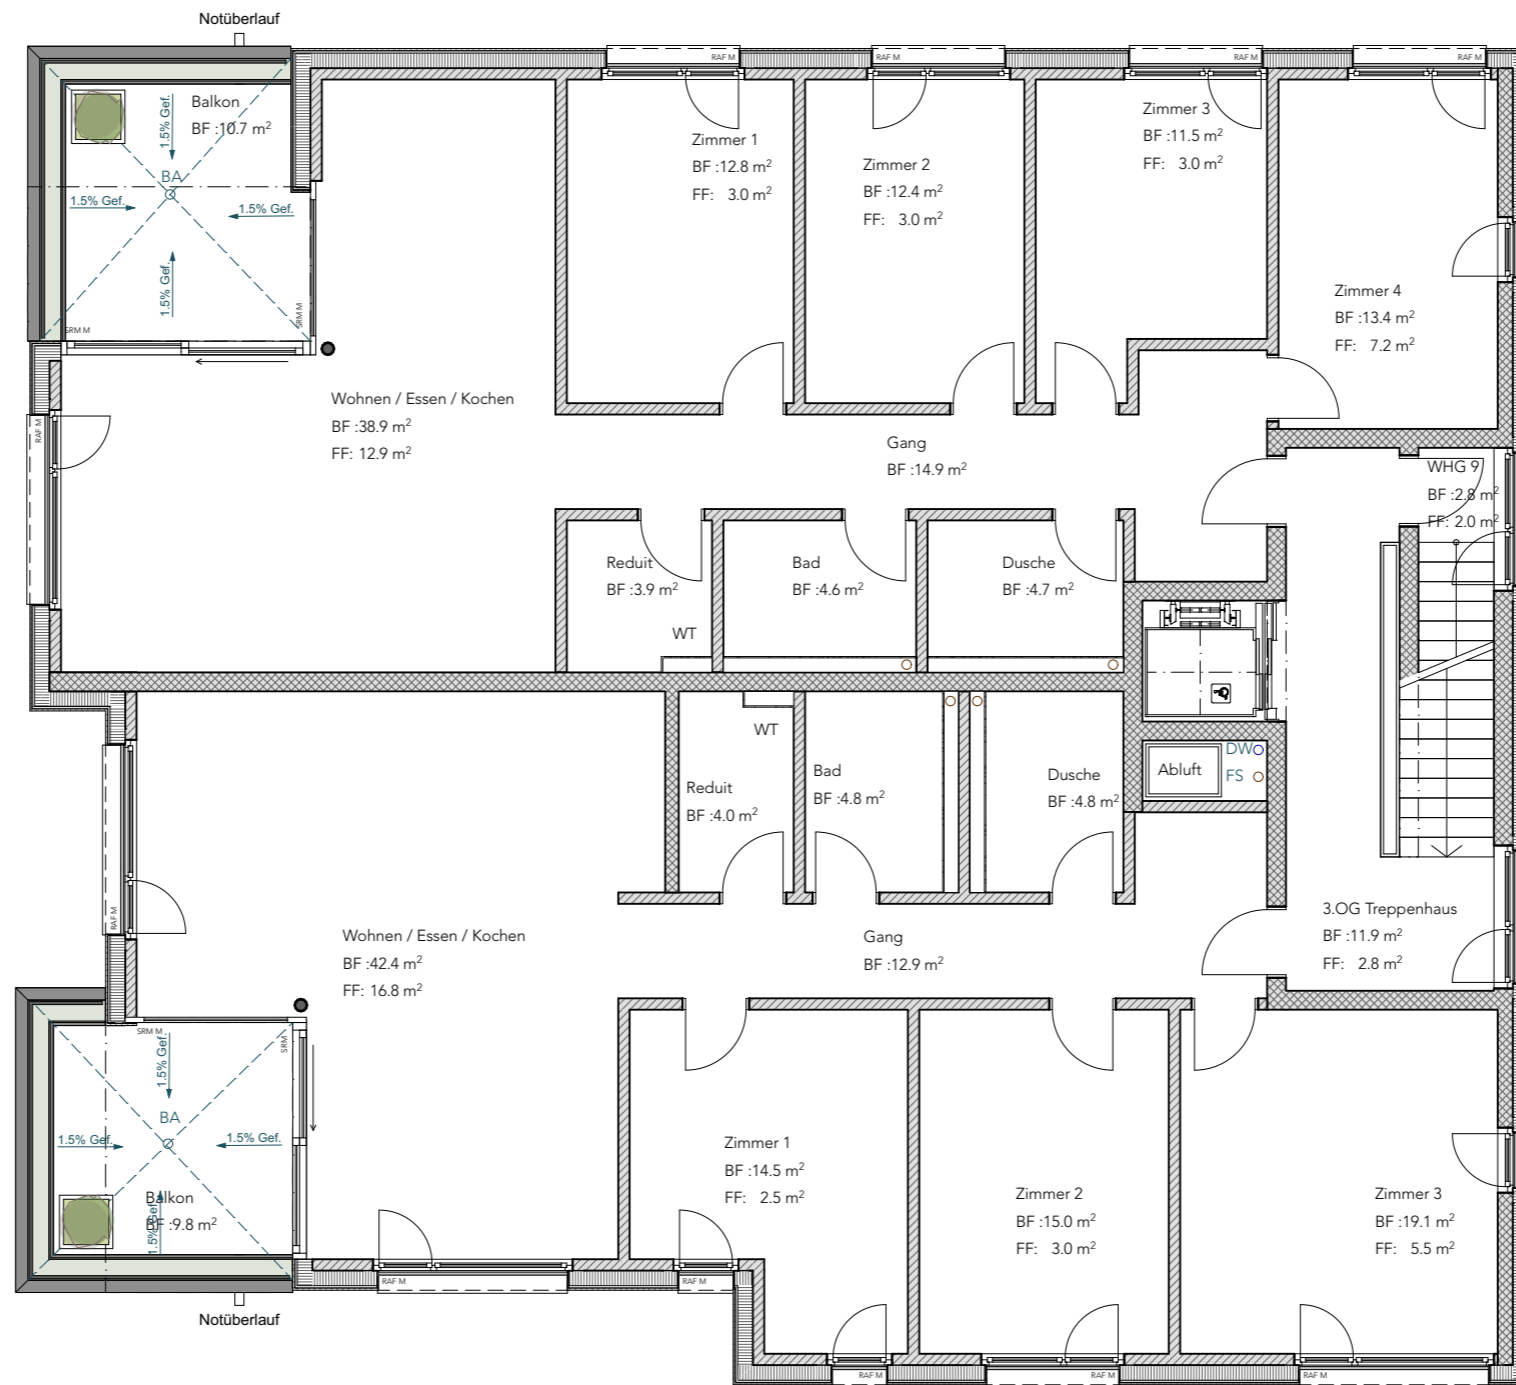 Notüberlauf
RAF M
RAF M
RAF M
RAF M
Balkon
BF :10.7 m²
1.5% Gef.
BA
1.5% Gef.
1.5% Gef.
1.5% Gef.
SRM M
SRM M
Zimmer 1
BF :12.8 m²
FF: 3.0 m²
Zimmer 2
BF :12.4 m²
FF: 3.0 m²
Zimmer 3
BF :11.5 m²
FF: 3.0 m²
Zimmer 4
BF :13.4 m²
FF: 7.2 m²
Wohnen / Essen / Kochen
BF :38.9 m²
FF: 12.9 m²
RAF M
Gang
BF :14.9 m²
WHG 9
BF :2.8 m²
FF: 2.0 m²
Reduit
BF :3.9 m²
WT
Bad
BF :4.6 m²
Dusche
BF :4.7 m²
WT
Reduit
BF :4.0 m²
Bad
BF :4.8 m²
Dusche
BF :4.8 m²
Abluft
DW
FS
RAF M
Wohnen / Essen / Kochen
BF :42.4 m²
FF: 16.8 m²
Gang
BF :12.9 m²
3.OG Treppenhaus
BF :11.9 m²
FF: 2.8 m²
SRM M
SRM
1.5% Gef.
BA
1.5% Gef.
1.5% Gef.
1.5% Gef.
Balkon
BF :9.8 m²
Zimmer 1
BF :14.5 m²
FF: 2.5 m²
Zimmer 2
BF :15.0 m²
FF: 3.0 m²
Zimmer 3
BF :19.1 m²
FF: 5.5 m²
RAF M
RAF M
Notüberlauf
RAF M
RAF M
RAF M